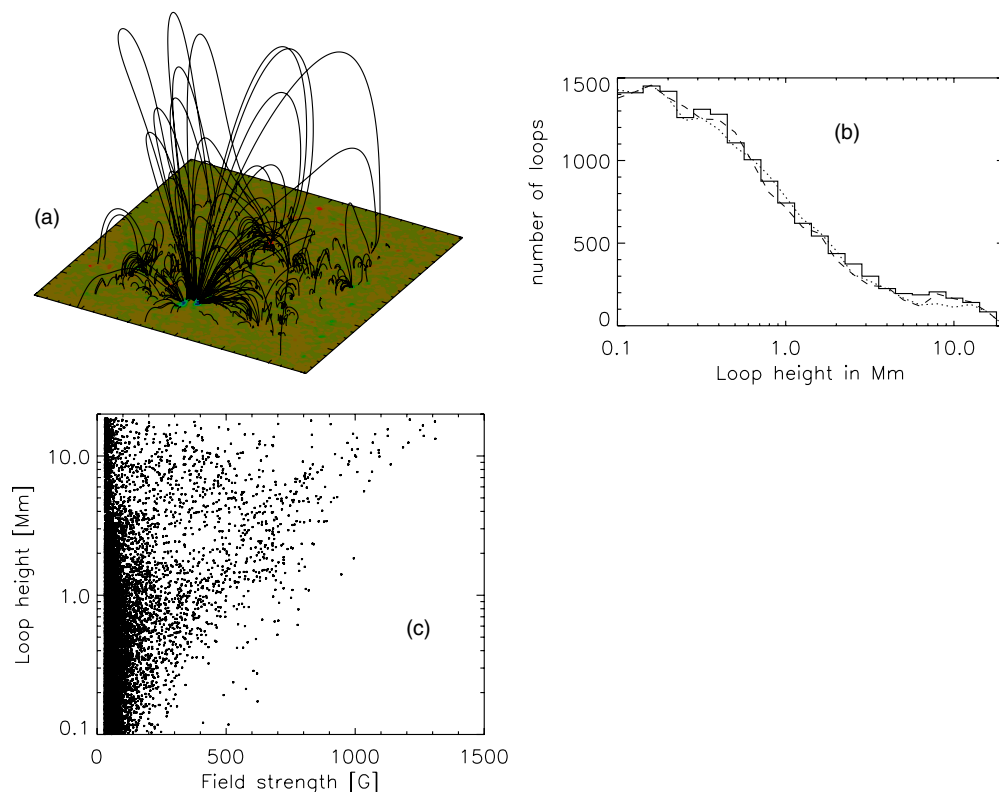 (a)
1500
1000
500
0
number of loops
(b)
0.1 1.0 10.0
Loop height in Mm
10.0
1.0
0.1
Loop height [Mm]
(c)
0 500 1000 1500
Field strength [G]